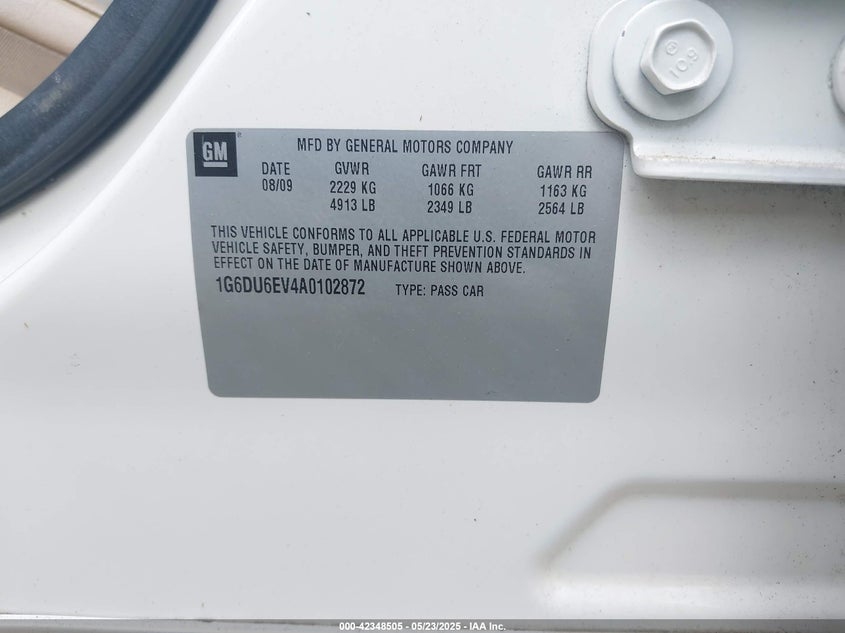 GM
®
MFD BY GENERAL MOTORS COMPANY
DATE GVWR GAWR FRT GAWR RR
08/09 2229 KG 1066 KG 1163 KG
4913 LB 2349 LB 2564 LB
THIS VEHICLE CONFORMS TO ALL APPLICABLE U.S. FEDERAL MOTOR
VEHICLE SAFETY, BUMPER, AND THEFT PREVENTION STANDARDS IN
EFFECT ON THE DATE OF MANUFACTURE SHOWN ABOVE.
1G6DU6EV4A0102872 TYPE: PASS CAR
10.9
000-42348505 - 05/23/2025 - IAA Inc.